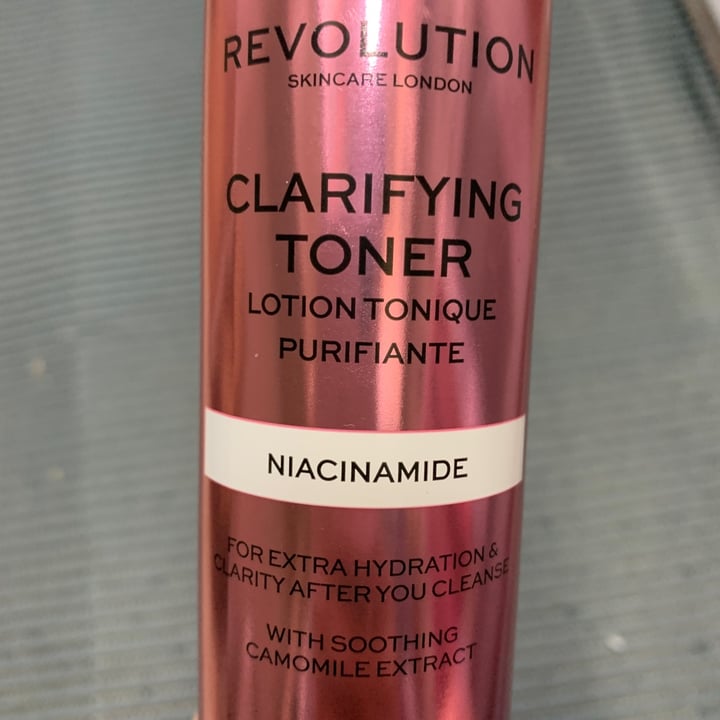 REVOLUTION
SKINCARE LONDON
CLARIFYING
TONER
LOTION TONIQUE
PURIFIANTE
NIACINAMIDE
FOR EXTRA HYDRATION &
CLARITY AFTER YOU CLEANSE
WITH SOOTHING
CAMOMILE EXTRACT